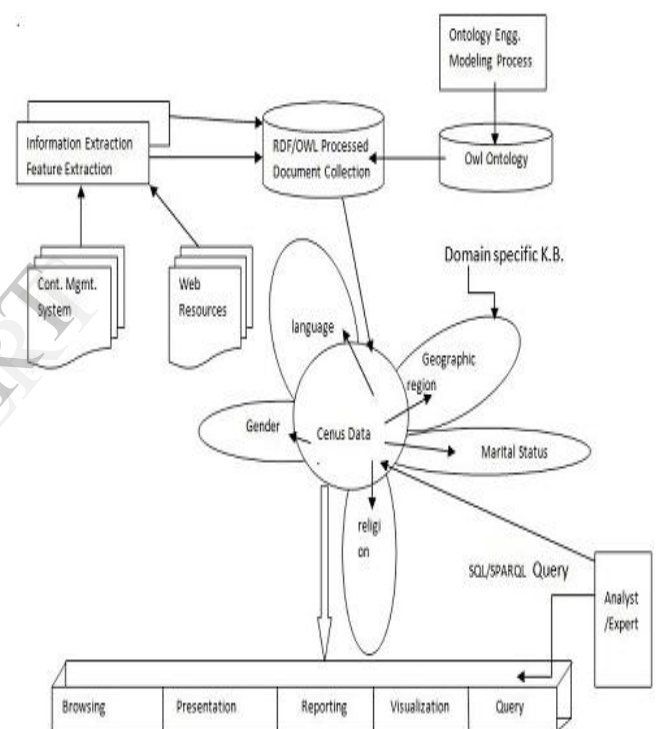 Ontology Engg.
Modeling Process
Information Extraction
Feature Extraction
RDF/OWL Processed
Document Collection
Owl Ontology
Cont. Mgmt.
System
Web
Resources
Domain specific K.B.
language
Geographic
region
Gender
Cenus Data
Marital Status
religi
on
SQL/SPARQL Query
Analyst
/Expert
Browsing
Presentation
Reporting
Visualization
Query